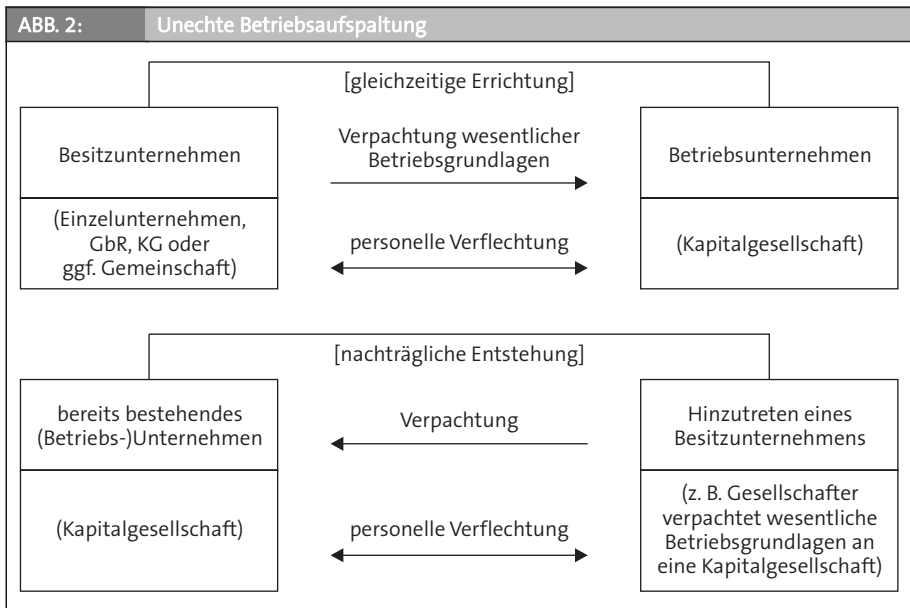 ABB. 2: Unechte Betriebsaufspaltung
[gleichzeitige Errichtung]
Besitzunternehmen
(Einzelunternehmen,
GbR, KG oder
ggf. Gemeinschaft)
Verpachtung wesentlicher
Betriebsgrundlagen
personelle Verflechtung
Betriebsunternehmen
(Kapitalgesellschaft)
[nachträgliche Entstehung]
bereits bestehendes
(Betriebs-)Unternehmen
(Kapitalgesellschaft)
Verpachtung
personelle Verflechtung
Hinzutreten eines
Besitzunternehmens
(z. B. Gesellschafter
verpachtet wesentliche
Betriebsgrundlagen an
eine Kapitalgesellschaft)